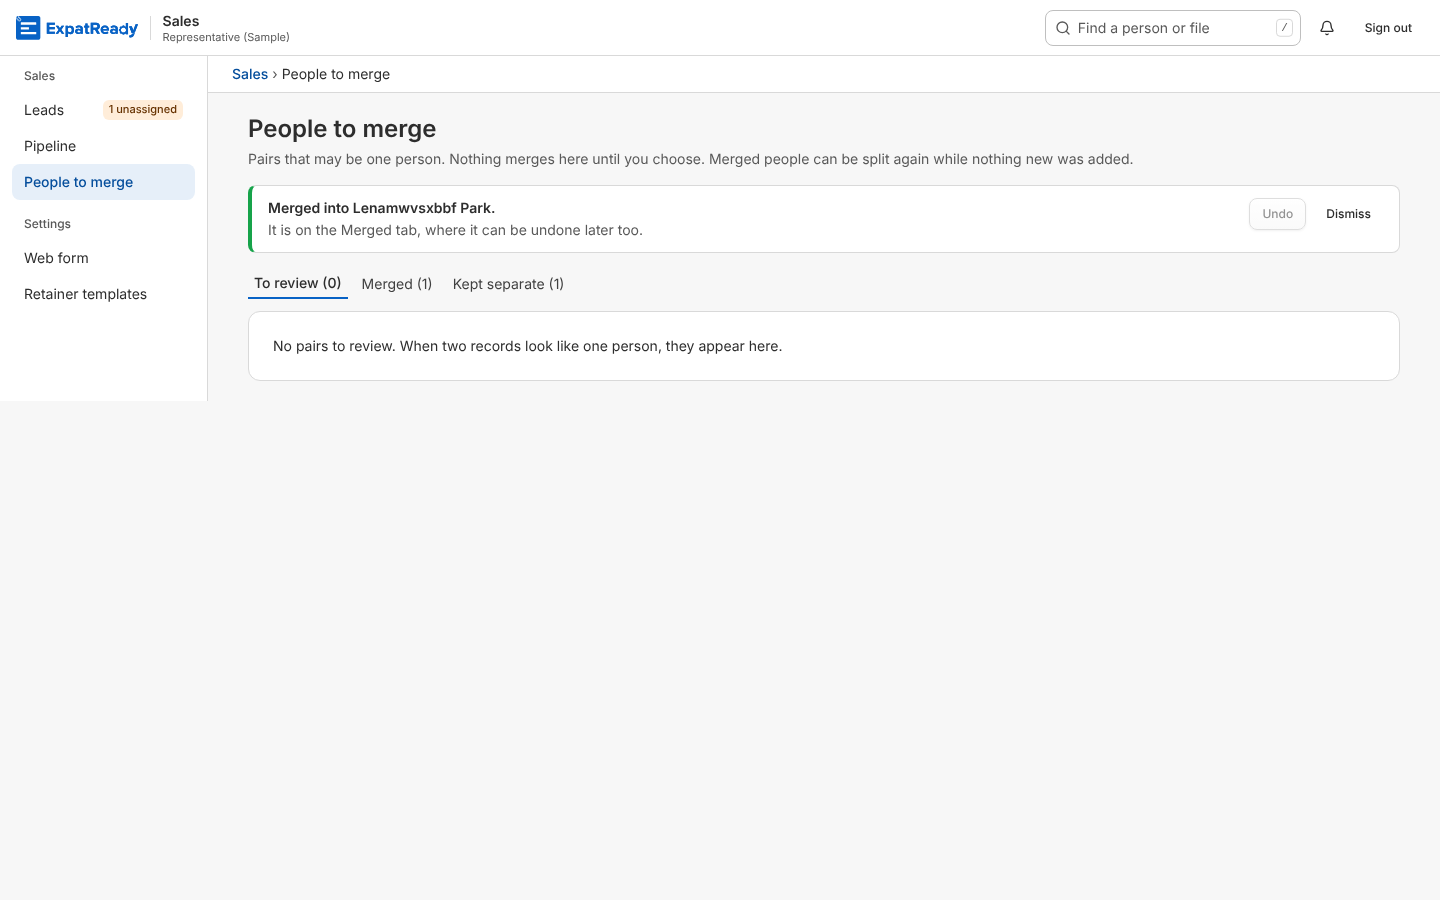 ExpatReady
Sales
Representative (Sample)
Find a person or file
/
Sign out
Sales
Leads
1 unassigned
Pipeline
People to merge
Settings
Web form
Retainer templates
Sales › People to merge
People to merge
Pairs that may be one person. Nothing merges here until you choose. Merged people can be split again while nothing new was added.
Merged into Lenamwvsxbbf Park.
It is on the Merged tab, where it can be undone later too.
Undo
Dismiss
To review (0)
Merged (1)
Kept separate (1)
No pairs to review. When two records look like one person, they appear here.